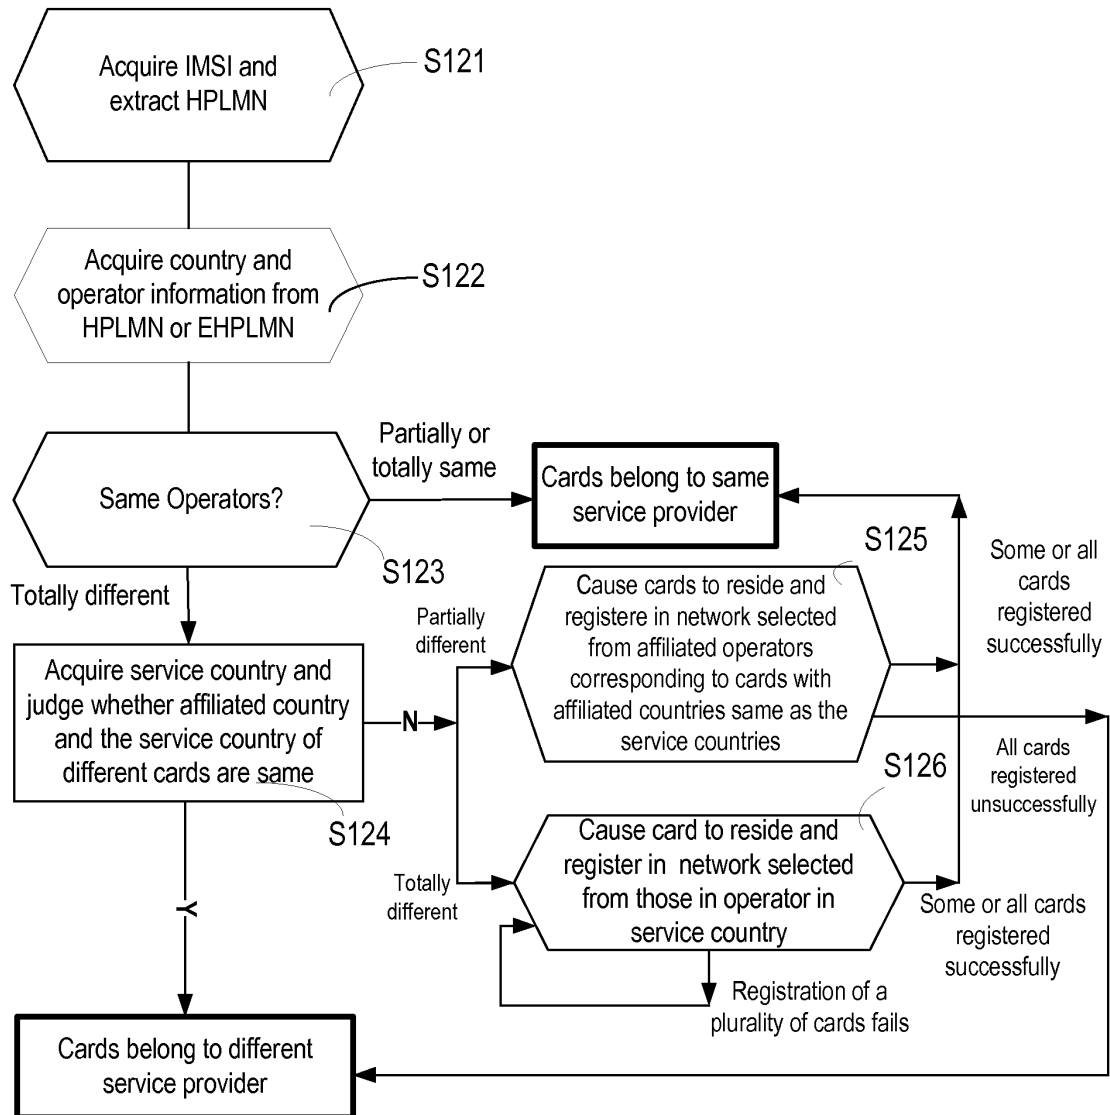 Acquire IMSI and
extract HPLMN
S121
Acquire country and
operator information from
HPLMN or EHPLMN
S122
Same Operators?
S123
Partially or
totally same
Cards belong to same
service provider
Totally different
Acquire service country and
judge whether affiliated country
and the service country of
different cards are same
S124
N
Y
Partially
different
Cause cards to reside and
registere in network selected
from affiliated operators
corresponding to cards with
affiliated countries same as the
service countries
S125
Some or all
cards
registered
successfully
All cards
registered
unsuccessfully
Totally
different
Cause card to reside and
register in network selected
from those in operator in
service country
S126
Some or all cards
registered
successfully
Registration of a
plurality of cards fails
Cards belong to different
service provider